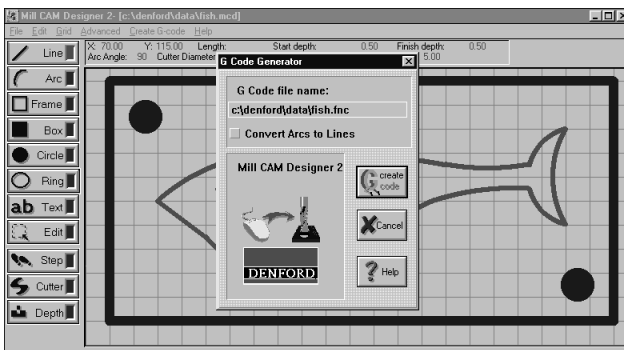 Mill CAM Designer 2- [c:\denford\data\fish.mcd]
File Edit Grid Advanced Create G-code Help
X: 70.00 Y: 115.00 Length: Start depth: 0.50 Finish depth: 0.50
Arc Angle: 90 Cutter Diameter 5.00
Line
Arc
Frame
Box
Circle
Ring
ab Text
Edit
Step
Cutter
Depth
G Code Generator
G Code file name:
c:\denford\data\fish.fnc
Convert Arcs to Lines
Mill CAM Designer 2
DENFORD
G create
code
Cancel
? Help